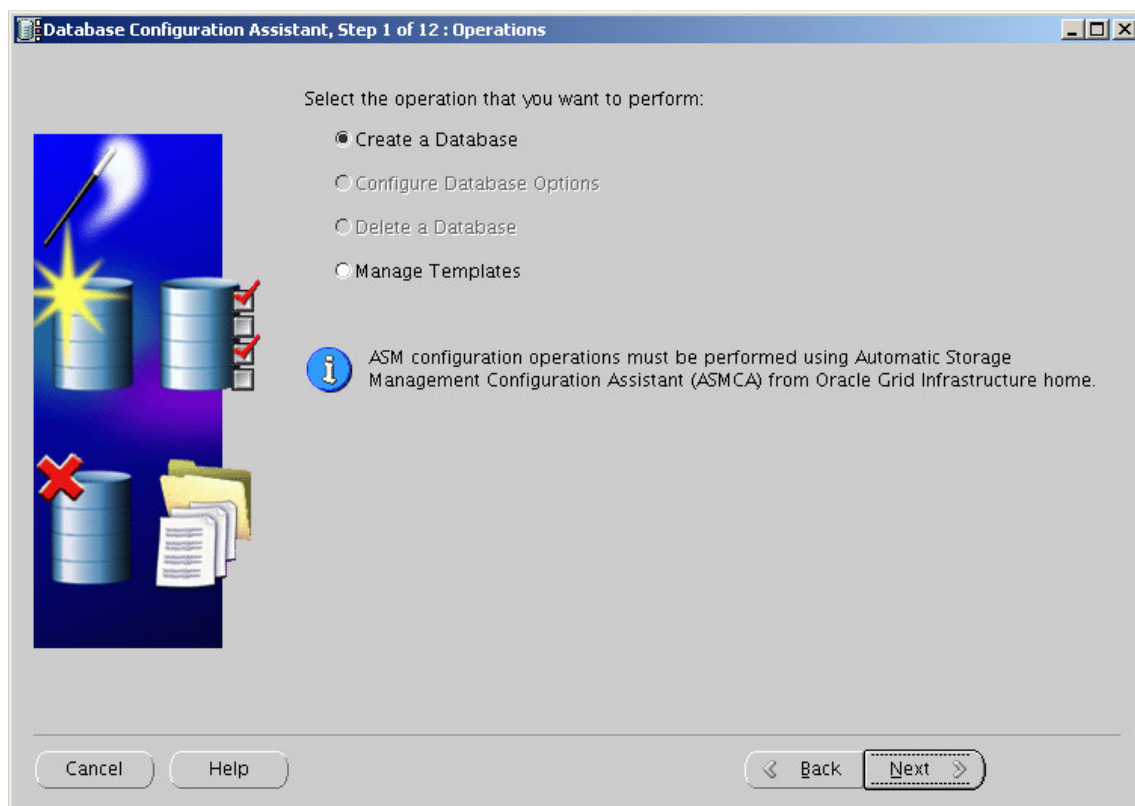 Database Configuration Assistant, Step 1 of 12 : Operations
Select the operation that you want to perform:
Create a Database
Configure Database Options
Delete a Database
Manage Templates
ASM configuration operations must be performed using Automatic Storage
Management Configuration Assistant (ASMCA) from Oracle Grid Infrastructure home.
Cancel
Help
Back
Next